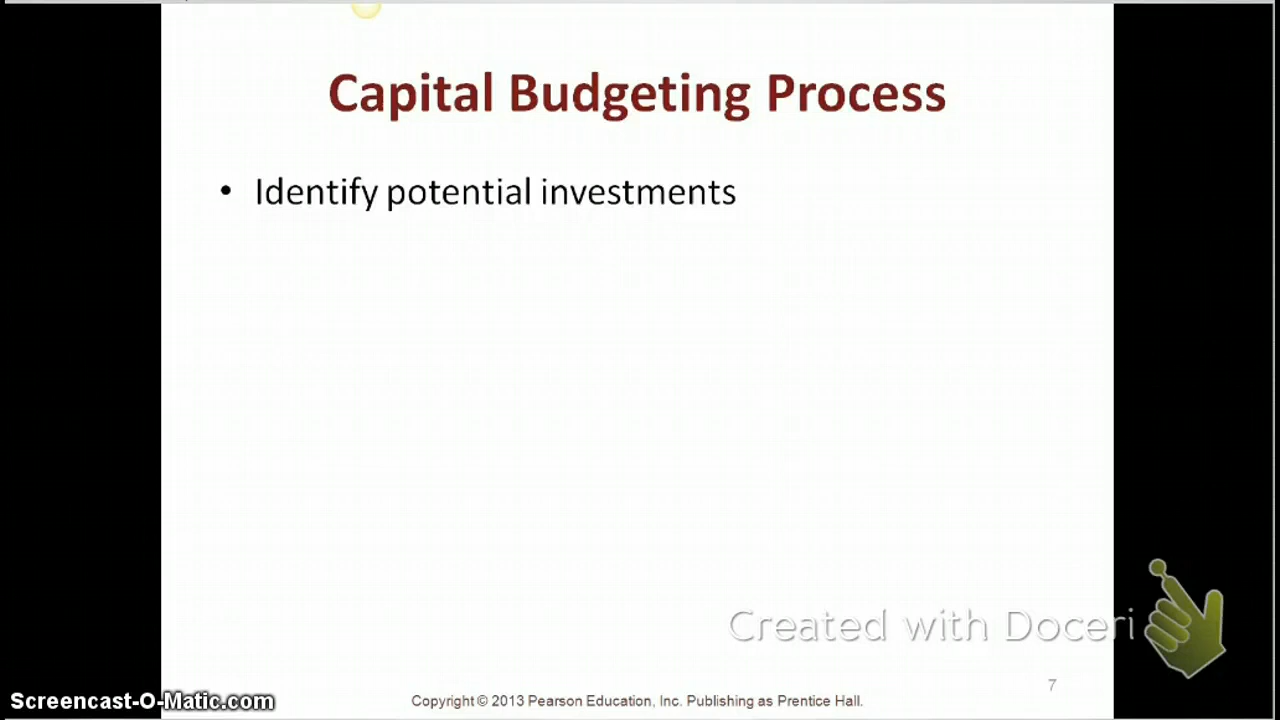 Capital Budgeting Process
• Identify potential investments
Created with Doceri
7
Screencast-O-Matic.com
Copyright © 2013 Pearson Education, Inc. Publishing as Prentice Hall.